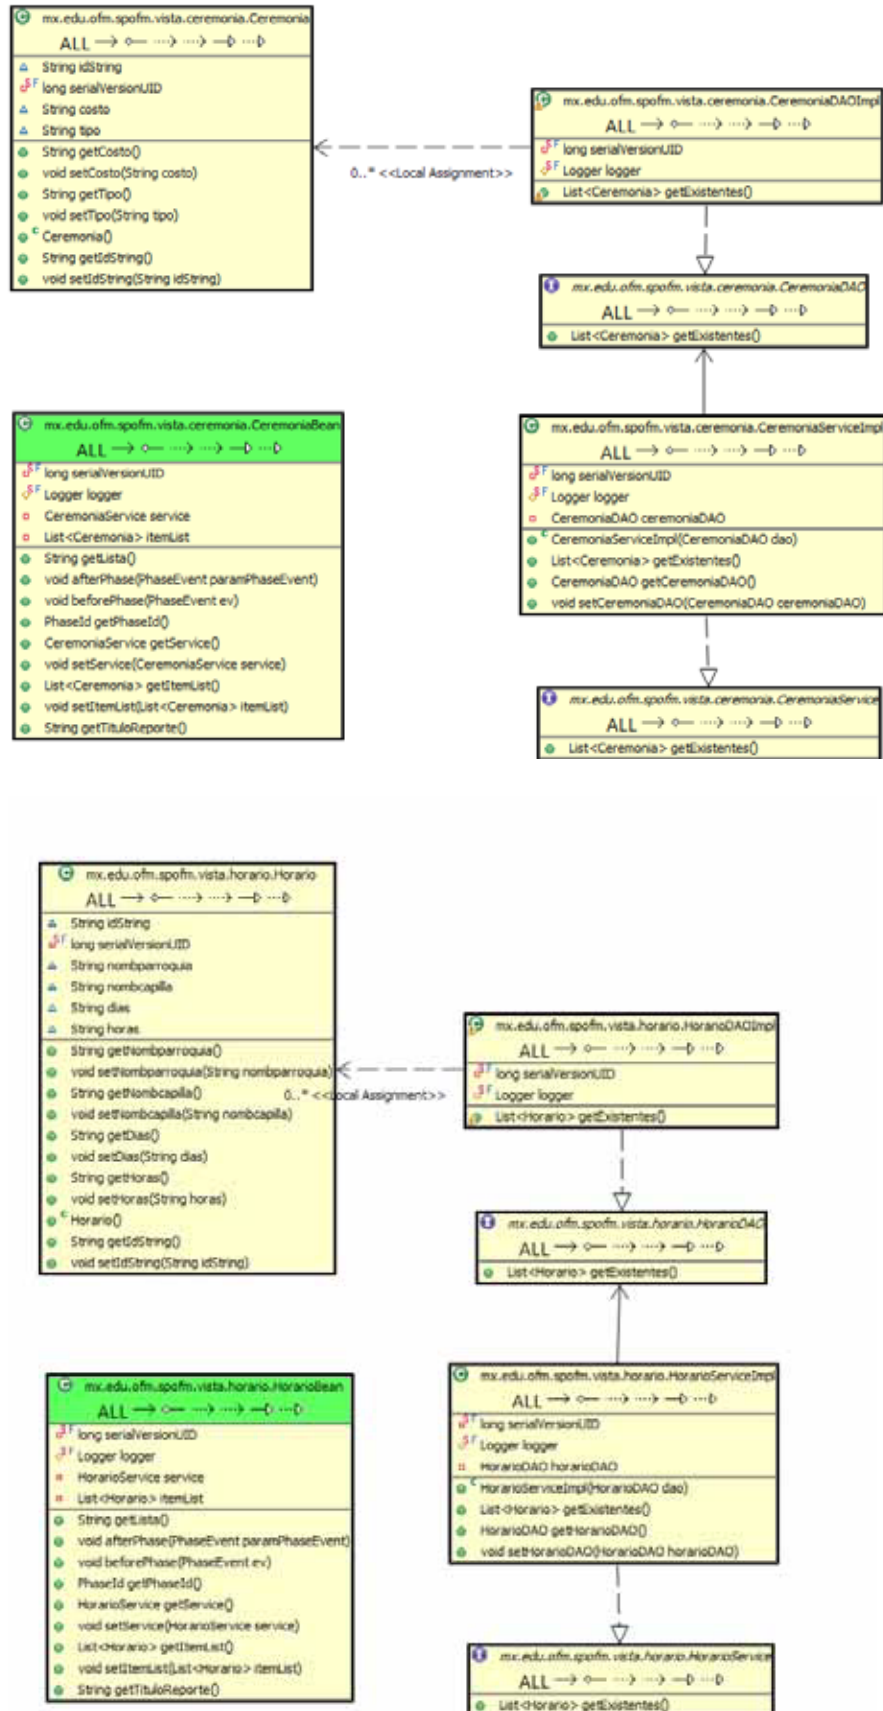 mx.edu.ofm.spofm.vista.ceremonia.Ceremonia
ALL
String idString
long serialVersionUID
String costo
String tipo
String getCosto()
void setCosto(String costo)
String getTipo()
void setTipo(String tipo)
Ceremonia()
String getIdString()
void setIdString(String idString)
0..* <<Local Assignment>>
mx.edu.ofm.spofm.vista.ceremonia.CeremoniaDAOImpl
ALL
long serialVersionUID
Logger logger
List<Ceremonia> getExistentes()
mx.edu.ofm.spofm.vista.ceremonia.CeremoniaDAO
ALL
List<Ceremonia> getExistentes()
mx.edu.ofm.spofm.vista.ceremonia.CeremoniaBean
ALL
long serialVersionUID
Logger logger
CeremoniaService service
List<Ceremonia> itemList
String getLista()
void afterPhase(PhaseEvent paramPhaseEvent)
void beforePhase(PhaseEvent ev)
PhaseId getPhaseId()
CeremoniaService getService()
void setService(CeremoniaService service)
List<Ceremonia> getItemList()
void setItemList(List<Ceremonia> itemList)
String getTituloReporte()
mx.edu.ofm.spofm.vista.ceremonia.CeremoniaServiceImpl
ALL
long serialVersionUID
Logger logger
CeremoniaDAO ceremoniaDAO
CeremoniaServiceImpl(CeremoniaDAO dao)
List<Ceremonia> getExistentes()
CeremoniaDAO getCeremoniaDAO()
void setCeremoniaDAO(CeremoniaDAO ceremoniaDAO)
mx.edu.ofm.spofm.vista.ceremonia.CeremoniaService
ALL
List<Ceremonia> getExistentes()
mx.edu.ofm.spofm.vista.horario.Horario
ALL
String idString
long serialVersionUID
String nombparroquia
String nombcapilla
String dias
String horas
String getNombparroquia()
void setNombparroquia(String nombparroquia)
String getNombcapilla()
void setNombcapilla(String nombcapilla)
String getDias()
void setDias(String dias)
String getHoras()
void setHoras(String horas)
Horario()
String getIdString()
void setIdString(String idString)
0..* <<Local Assignment>>
mx.edu.ofm.spofm.vista.horario.HorarioDAOImpl
ALL
long serialVersionUID
Logger logger
List<Horario> getExistentes()
mx.edu.ofm.spofm.vista.horario.HorarioDAO
ALL
List<Horario> getExistentes()
mx.edu.ofm.spofm.vista.horario.HorarioBean
ALL
long serialVersionUID
Logger logger
HorarioService service
List<Horario> itemList
String getLista()
void afterPhase(PhaseEvent paramPhaseEvent)
void beforePhase(PhaseEvent ev)
PhaseId getPhaseId()
HorarioService getService()
void setService(HorarioService service)
List<Horario> getItemList()
void setItemList(List<Horario> itemList)
String getTituloReporte()
mx.edu.ofm.spofm.vista.horario.HorarioServiceImpl
ALL
long serialVersionUID
Logger logger
HorarioDAO horarioDAO
HorarioServiceImpl(HorarioDAO dao)
List<Horario> getExistentes()
HorarioDAO getHorarioDAO()
void setHorarioDAO(HorarioDAO horarioDAO)
mx.edu.ofm.spofm.vista.horario.HorarioService
ALL
List<Horario> getExistentes()